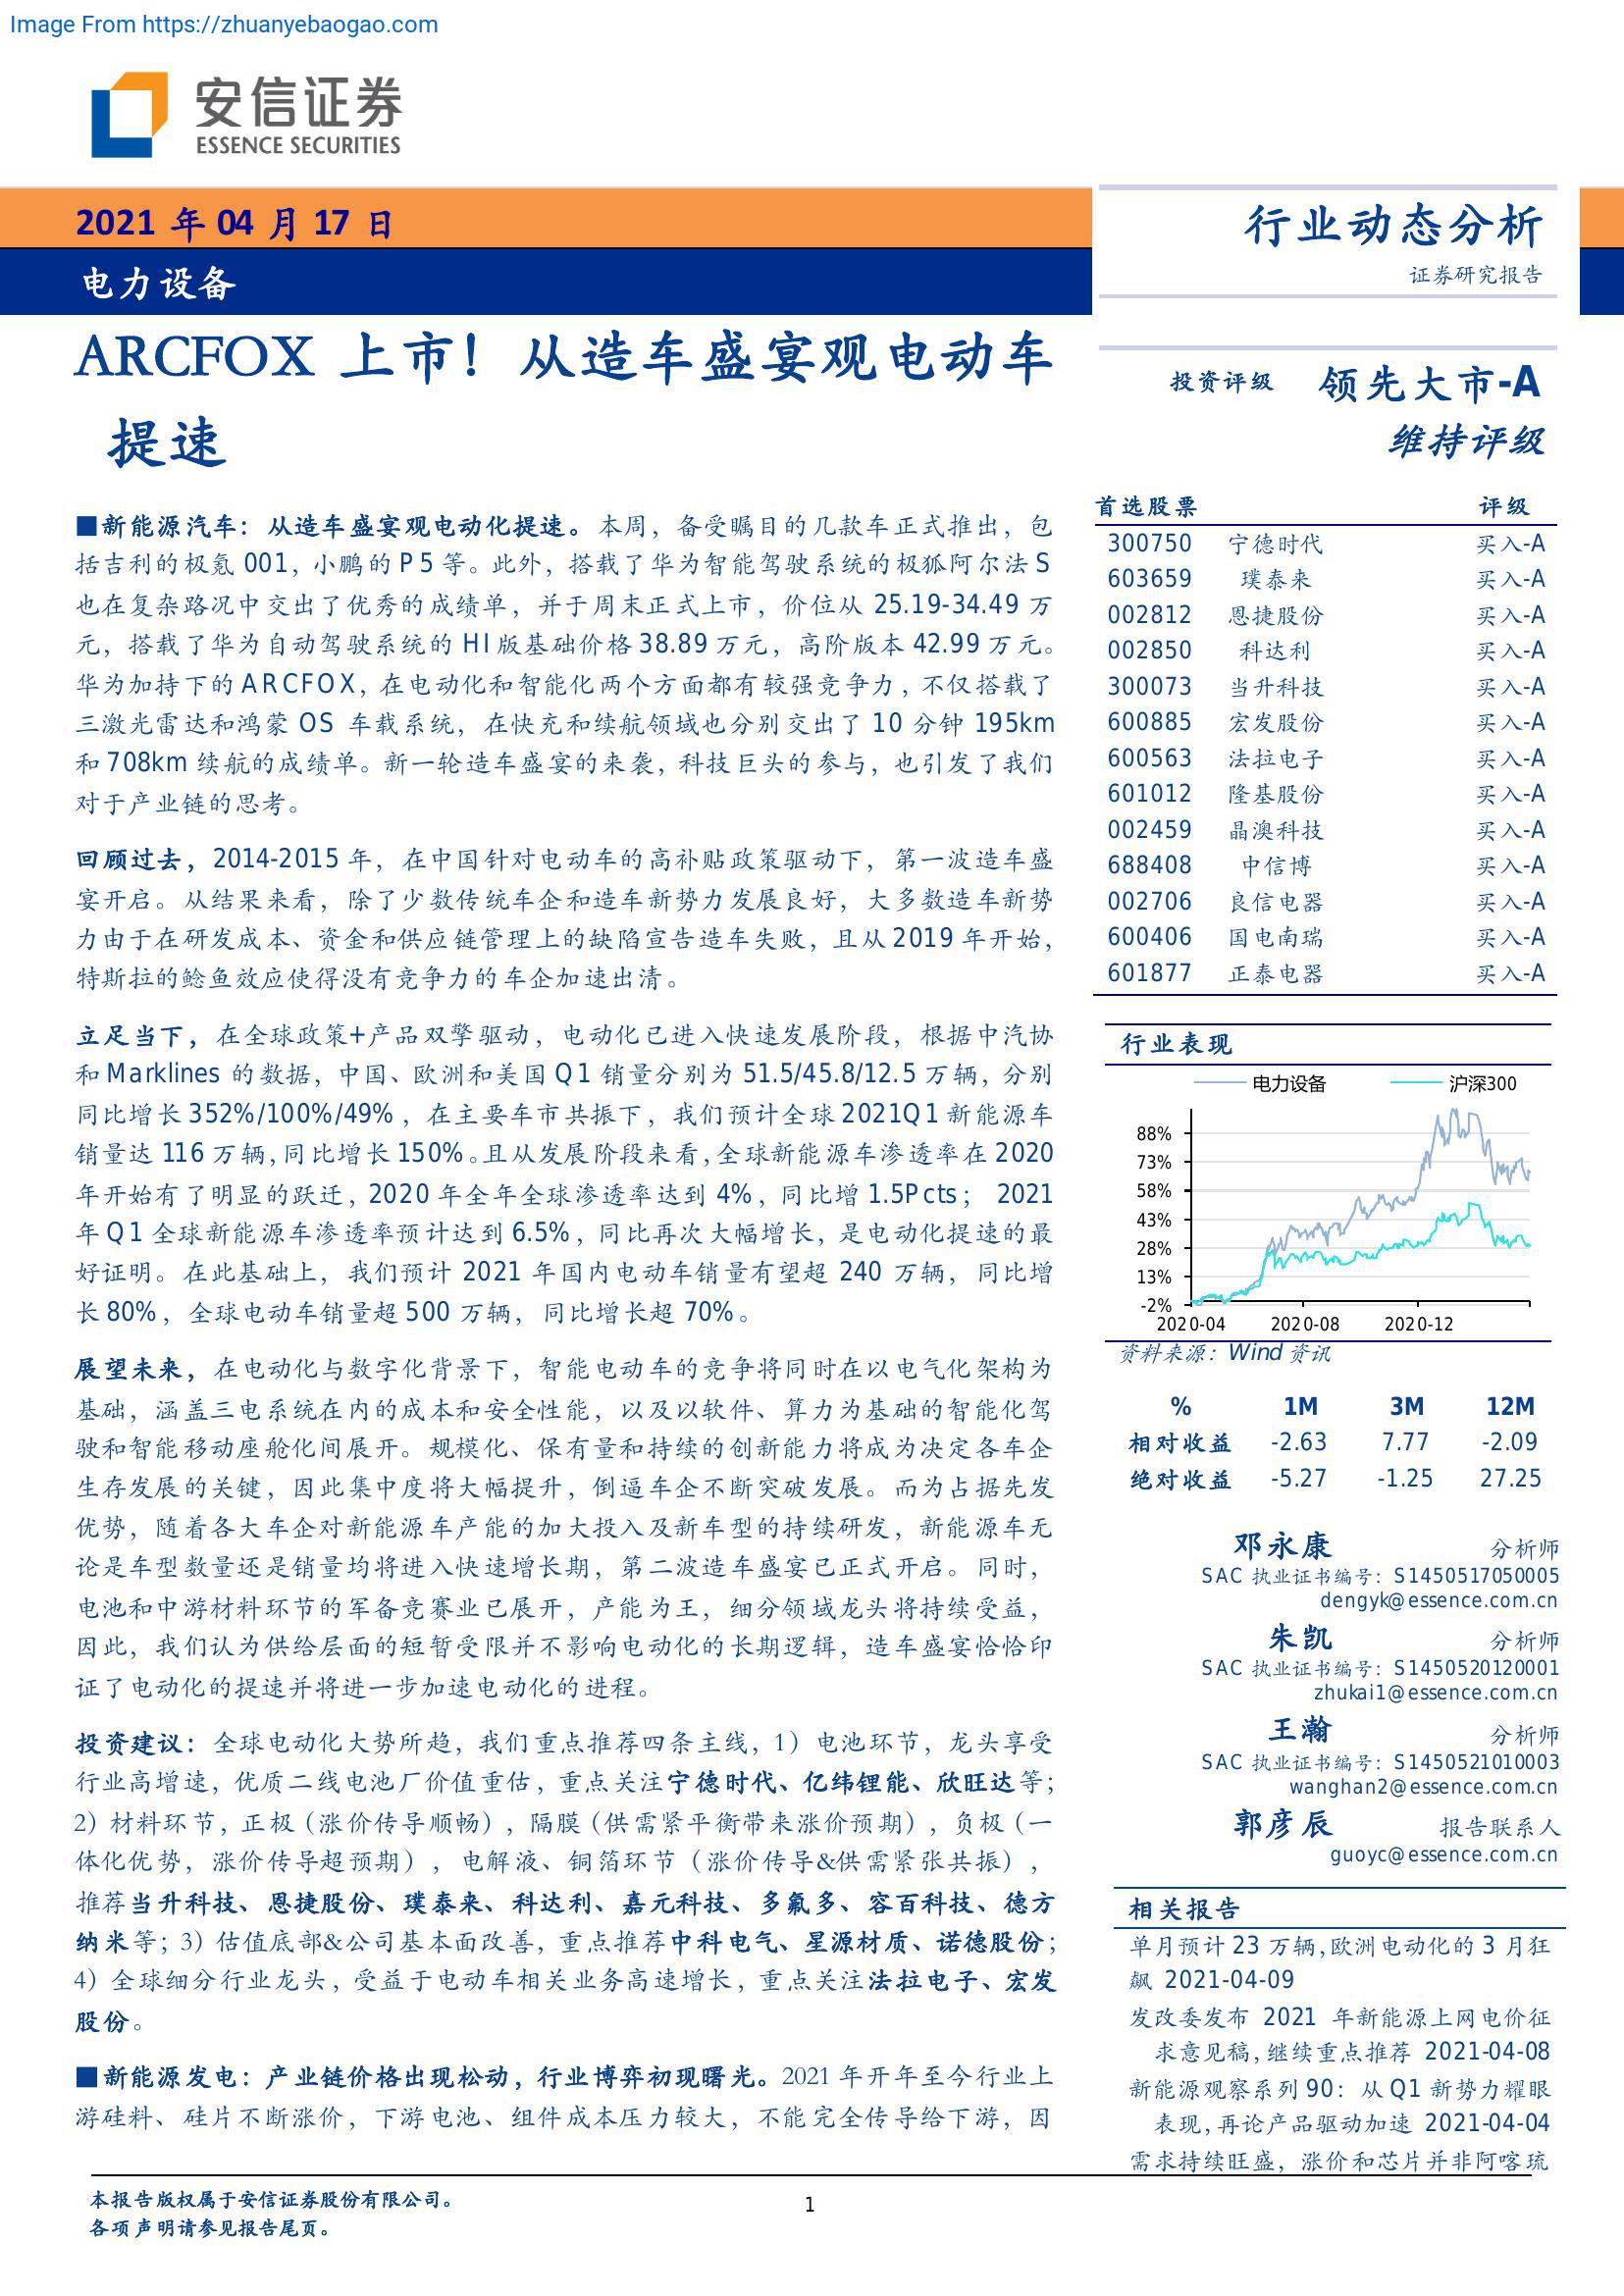 Image From https://zhuanyebaogao.com
安信证券
ESSENCE SECURITIES
2021 年 04 月 17 日
电力设备
行业动态分析
证券研究报告
ARCFOX 上市！从造车盛宴观电动车
提速
■新能源汽车：从造车盛宴观电动化提速。本周，备受瞩目的几款车正式推出，包
括吉利的极氪 001，小鹏的 P5 等。此外，搭载了华为智能驾驶系统的极狐阿尔法 S
也在复杂路况中交出了优秀的成绩单，并于周末正式上市，价位从 25.19-34.49 万
元，搭载了华为自动驾驶系统的 HI 版基础价格 38.89 万元，高阶版本 42.99 万元。
华为加持下的 ARCFOX，在电动化和智能化两个方面都有较强竞争力，不仅搭载了
三激光雷达和鸿蒙 OS 车载系统，在快充和续航领域也分别交出了 10 分钟 195km
和 708km 续航的成绩单。新一轮造车盛宴的来袭，科技巨头的参与，也引发了我们
对于产业链的思考。
回顾过去，2014-2015 年，在中国针对电动车的高补贴政策驱动下，第一波造车盛
宴开启。从结果来看，除了少数传统车企和造车新势力发展良好，大多数造车新势
力由于在研发成本、资金和供应链管理上的缺陷宣告造车失败，且从 2019 年开始，
特斯拉的鲶鱼效应使得没有竞争力的车企加速出清。
立足当下，在全球政策+产品双擎驱动，电动化已进入快速发展阶段，根据中汽协
和 Marklines 的数据，中国、欧洲和美国 Q1 销量分别为 51.5/45.8/12.5 万辆，分别
同比增长 352%/100%/49%，在主要车市共振下，我们预计全球 2021Q1 新能源车
销量达 116 万辆，同比增长 150%。且从发展阶段来看，全球新能源车渗透率在 2020
年开始有了明显的跃迁，2020 年全年全球渗透率达到 4%，同比增 1.5Pcts； 2021
年 Q1 全球新能源车渗透率预计达到 6.5%，同比再次大幅增长，是电动化提速的最
好证明。在此基础上，我们预计 2021 年国内电动车销量有望超 240 万辆，同比增
长 80%，全球电动车销量超 500 万辆，同比增长超 70%。
展望未来，在电动化与数字化背景下，智能电动车的竞争将同时在以电气化架构为
基础，涵盖三电系统在内的成本和安全性能，以及以软件、算力为基础的智能化驾
驶和智能移动座舱化间展开。规模化、保有量和持续的创新能力将成为决定各车企
生存发展的关键，因此集中度将大幅提升，倒逼车企不断突破发展。而为占据先发
优势，随着各大车企对新能源车产能的加大投入及新车型的持续研发，新能源车无
论是车型数量还是销量均将进入快速增长期，第二波造车盛宴已正式开启。同时，
电池和中游材料环节的军备竞赛业已展开，产能为王，细分领域龙头将持续受益，
因此，我们认为供给层面的短暂受限并不影响电动化的长期逻辑，造车盛宴恰恰印
证了电动化的提速并将进一步加速电动化的进程。
投资建议：全球电动化大势所趋，我们重点推荐四条主线，1）电池环节，龙头享受
行业高增速，优质二线电池厂价值重估，重点关注宁德时代、亿纬锂能、欣旺达等；
2）材料环节，正极（涨价传导顺畅），隔膜（供需紧平衡带来涨价预期），负极（一
体化优势，涨价传导超预期），电解液、铜箔环节（涨价传导&供需紧张共振），
推荐当升科技、恩捷股份、璞泰来、科达利、嘉元科技、多氟多、容百科技、德方
纳米等；3）估值底部&公司基本面改善，重点推荐中科电气、星源材质、诺德股份；
4）全球细分行业龙头，受益于电动车相关业务高速增长，重点关注法拉电子、宏发
股份。
■新能源发电：产业链价格出现松动，行业博弈初现曙光。2021 年开年至今行业上
游硅料、硅片不断涨价，下游电池、组件成本压力较大，不能完全传导给下游，因
投资评级 领先大市-A
维持评级
首选股票 评级
300750 宁德时代 买入-A
603659 璞泰来 买入-A
002812 恩捷股份 买入-A
002850 科达利 买入-A
300073 当升科技 买入-A
600885 宏发股份 买入-A
600563 法拉电子 买入-A
601012 隆基股份 买入-A
002459 晶澳科技 买入-A
688408 中信博 买入-A
002706 良信电器 买入-A
600406 国电南瑞 买入-A
601877 正泰电器 买入-A
行业表现
电力设备 沪深300
88%
73%
58%
43%
28%
13%
-2%
2020-04 2020-08 2020-12
资料来源：Wind 资讯
% 1M 3M 12M
相对收益 -2.63 7.77 -2.09
绝对收益 -5.27 -1.25 27.25
邓永康 分析师
SAC 执业证书编号：S1450517050005
dengyk@essence.com.cn
朱凯 分析师
SAC 执业证书编号：S1450520120001
zhukai1@essence.com.cn
王瀚 分析师
SAC 执业证书编号：S1450521010003
wanghan2@essence.com.cn
郭彦辰 报告联系人
guoyc@essence.com.cn
相关报告
单月预计 23 万辆，欧洲电动化的 3 月狂
飙 2021-04-09
发改委发布 2021 年新能源上网电价征
求意见稿，继续重点推荐 2021-04-08
新能源观察系列 90：从 Q1 新势力耀眼
表现，再论产品驱动加速 2021-04-04
需求持续旺盛，涨价和芯片并非阿喀琉
本报告版权属于安信证券股份有限公司。
各项声明请参见报告尾页。
1